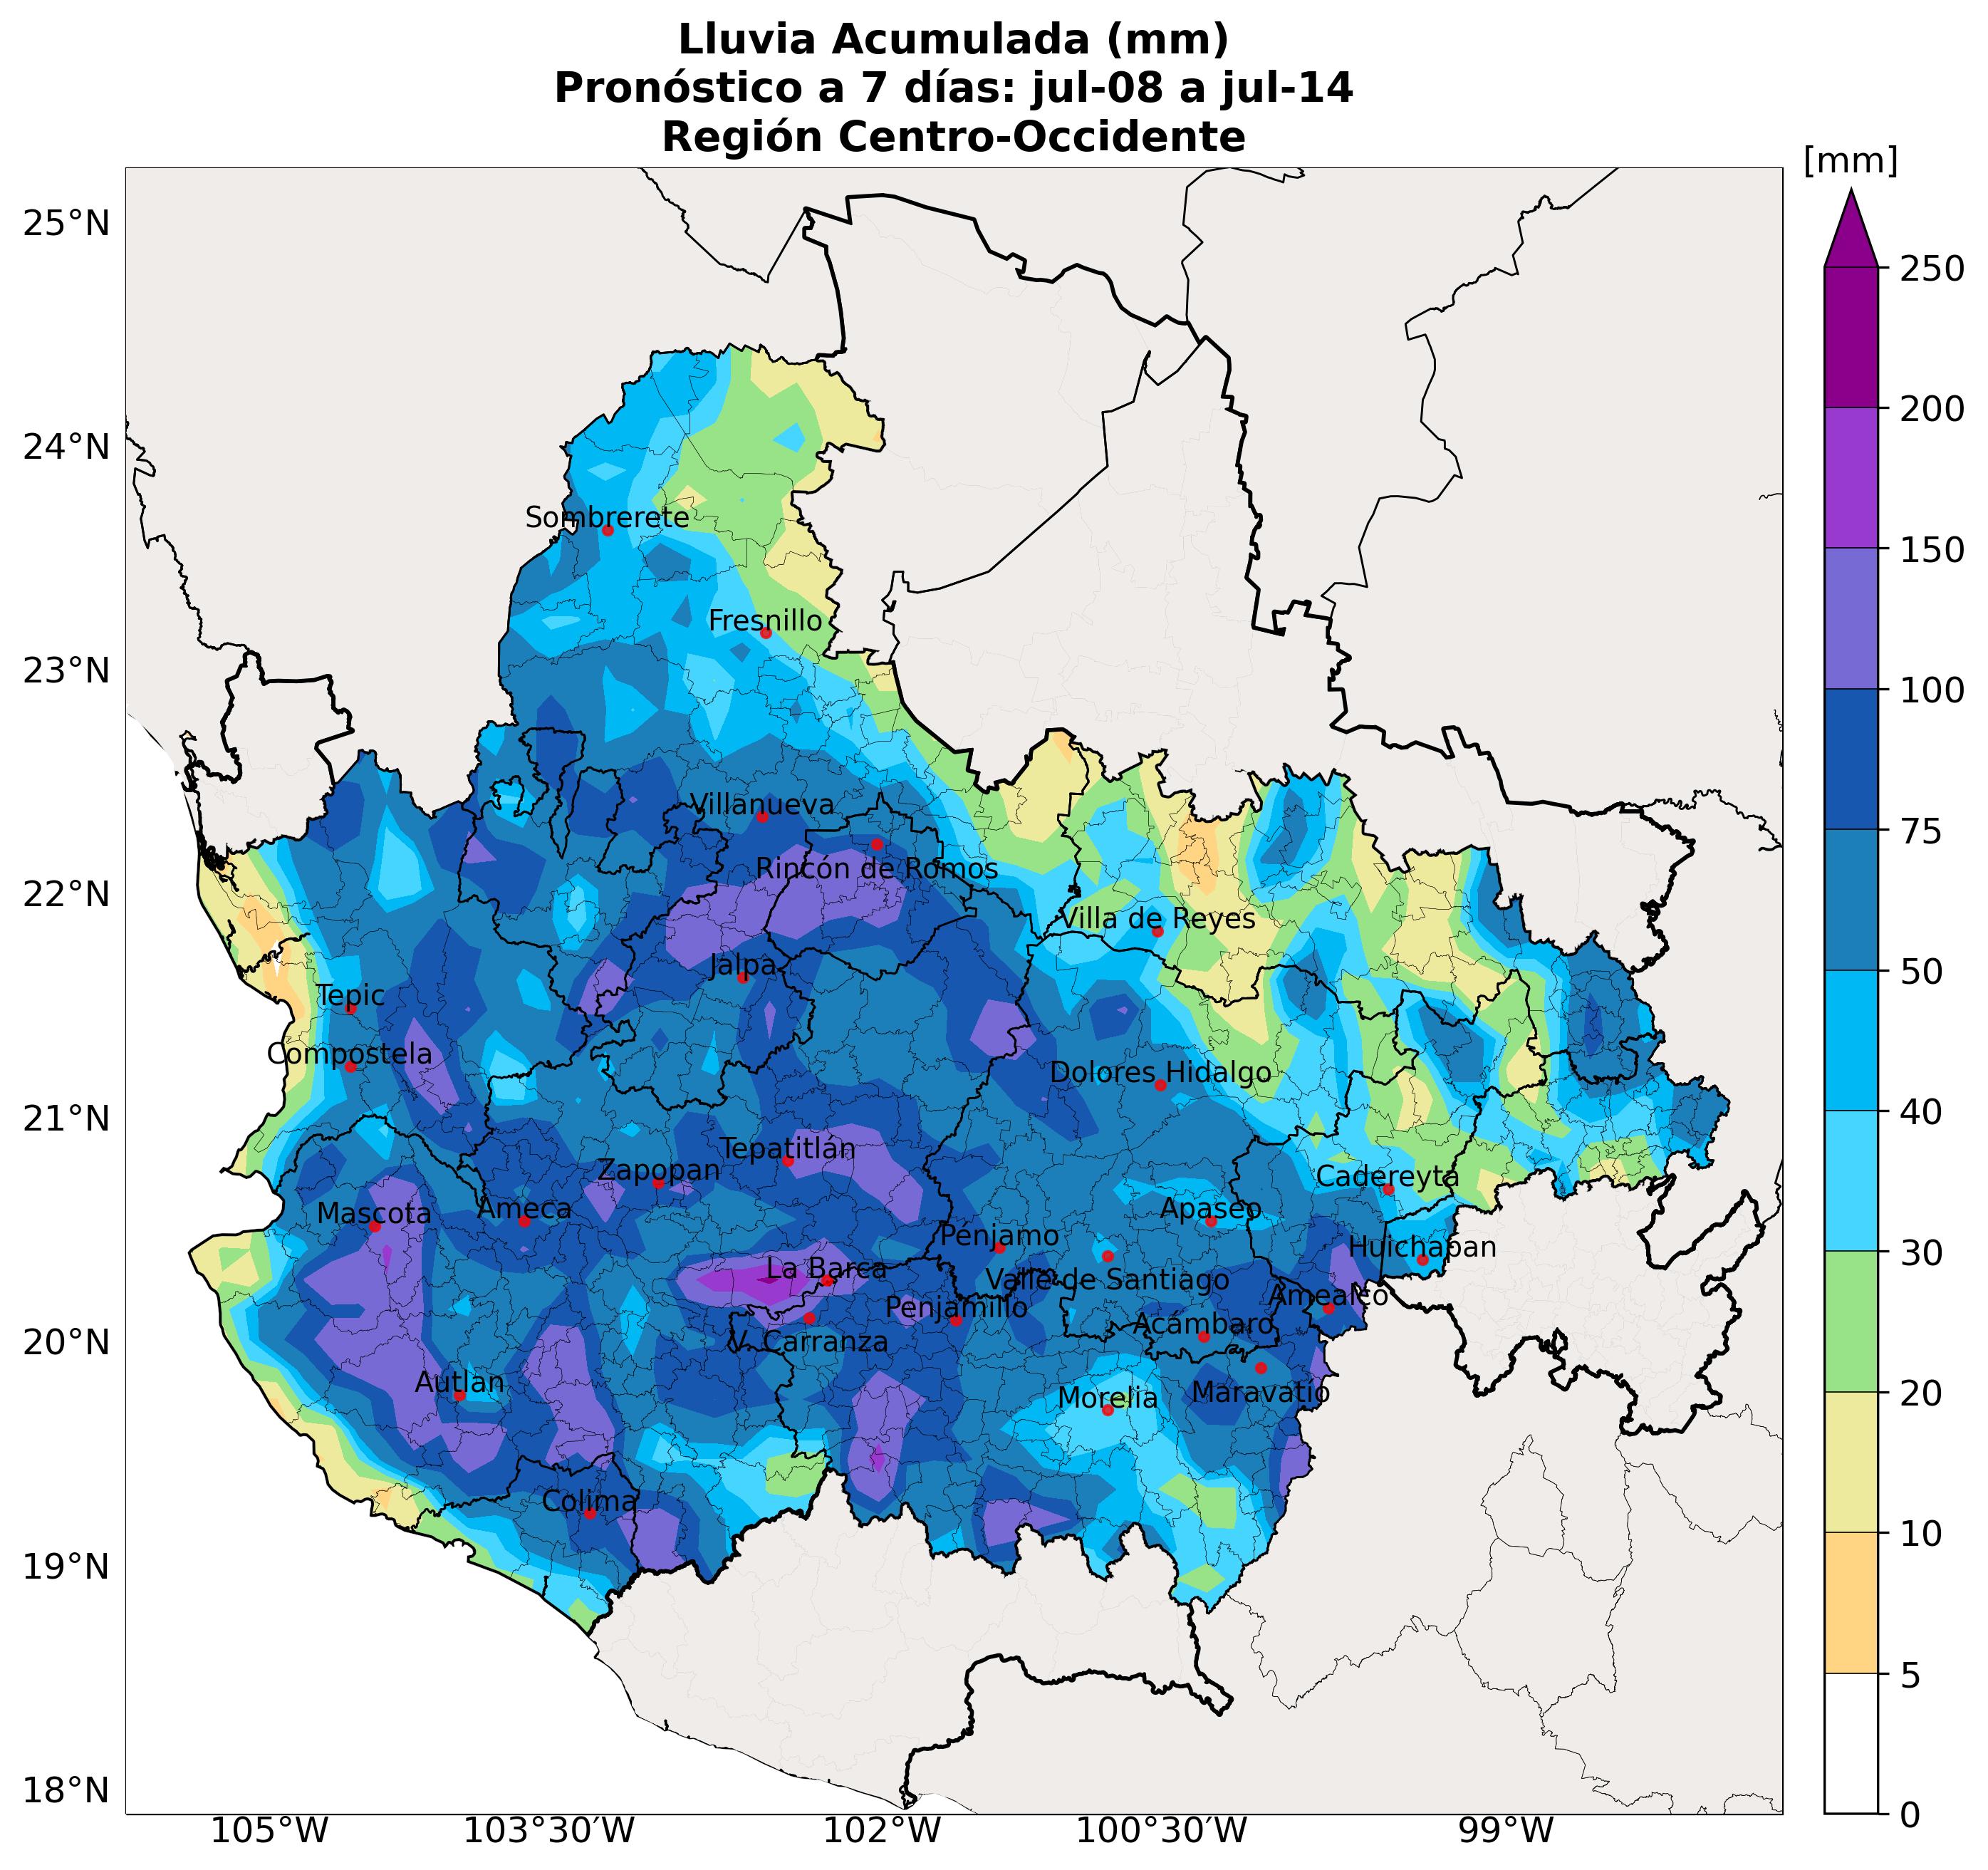 Lluvia Acumulada (mm)
Pronóstico a 7 días: jul-08 a jul-14
Región Centro-Occidente
[mm]
25°N
24°N
23°N
22°N
21°N
20°N
19°N
18°N
105°W
103°30'W
102°W
100°30'W
99°W
250
200
150
100
75
50
40
30
20
10
5
0
Sombrerete
Fresnillo
Villanueva
Rincón de Romos
Villa de Reyes
Jalpa
Tepic
Compostela
Dolores Hidalgo
Tepatitlán
Zapopan
Cadereyta
Mascota
Ameca
Apaseo
Pénjamo
Huichapan
La Barca
Valle de Santiago
Amealco
Penjamillo
Acámbaro
V. Carranza
Autlan
Maravatío
Morelia
Colima